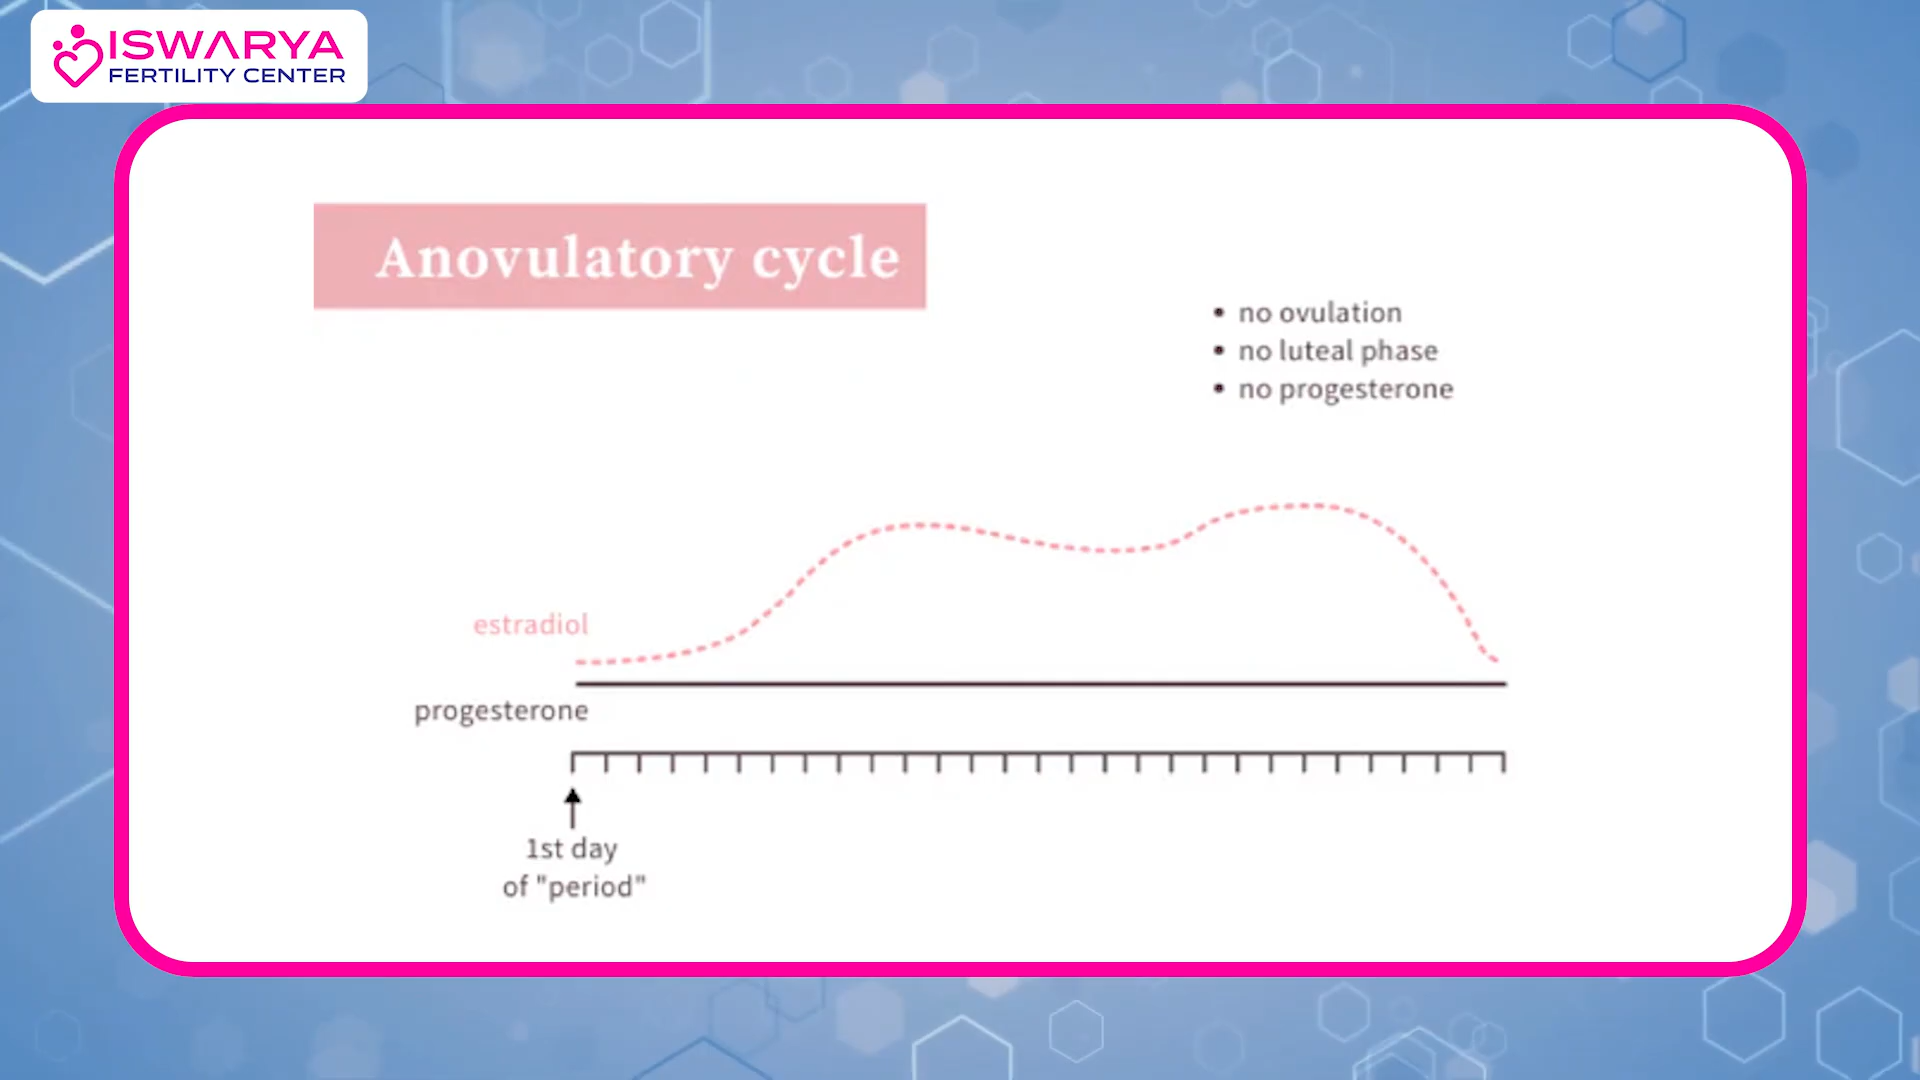 ISWARYA
FERTILITY CENTER
Anovulatory cycle
• no ovulation
• no luteal phase
• no progesterone
estradiol
progesterone
1st day
of "period"